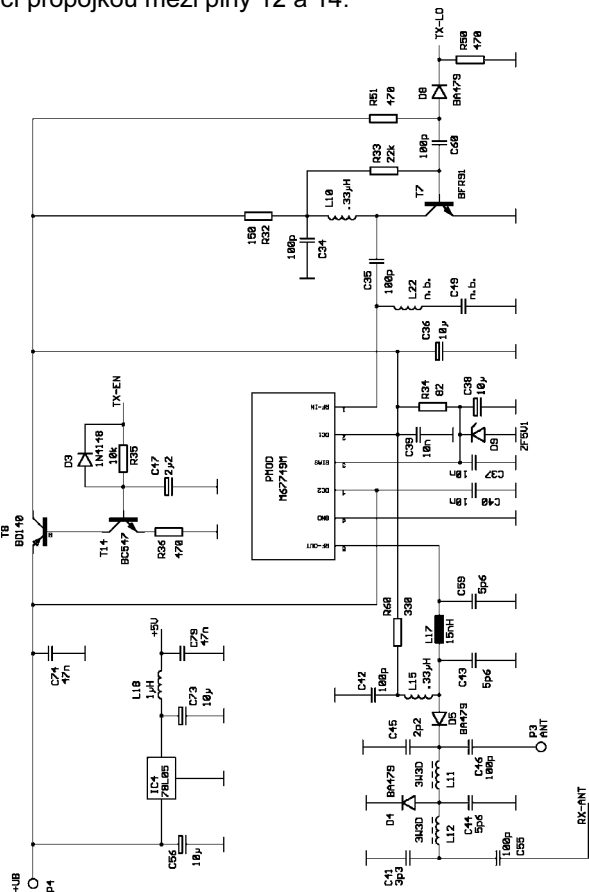 cí propojkou mezi piny 12 a 14.
TX-LO
R50
470
D8
BA479
R51
470
100p
C60
R33
22k
T7
BFR91
L10
.33µH
150
R32
100p
C34
C35
100p
L22
n.b.
C49
n.b.
C36
10µ
TX-EN
D3
1N4148
10k
R35
C47
2µ2
T8
BD140
T14
BC547
R36
470
PMOD
M67749M
RF-IN
DC1
BIAS
DC2
GND
RF-OUT
1
2
3
R34
82
C38
10µ
C39
10n
D9
ZF5V1
C37
10n
C40
10n
C59
5p6
R60
330
L17
15nH
C43
5p6
C42
100p
L15
.33µH
D5
BA479
C74
47n
+5V
C79
47n
L18
1µH
C73
10µ
IC4
78L05
C56
10µ
+UB
P4
C45
2p2
P3
ANT
C46
100p
L11
3W3D
BA479
D4
C44
5p6
L12
3W3D
C41
3p3
100p
C55
RX-ANT